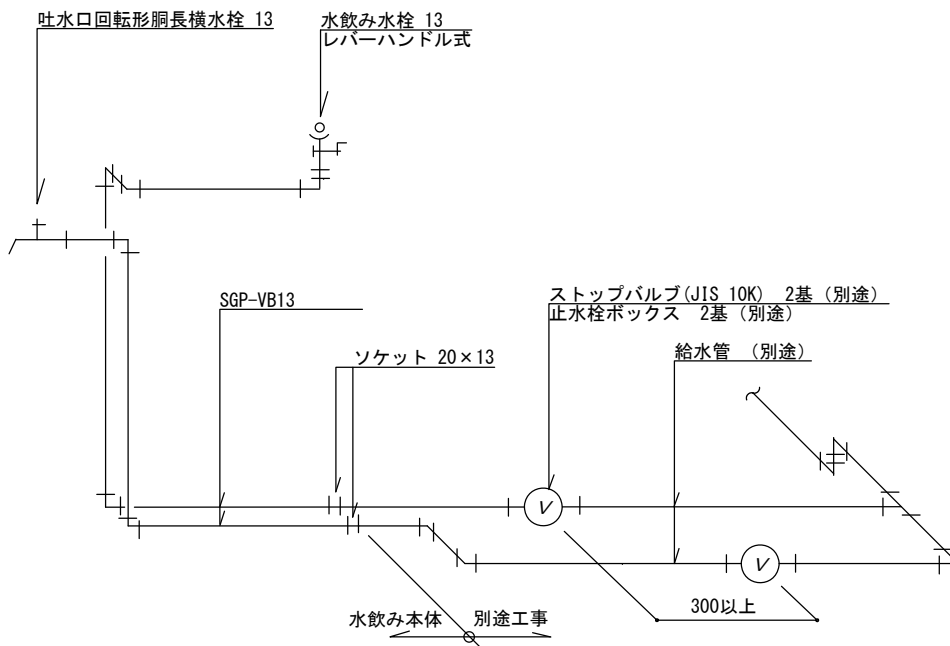 吐水口回転形胴長横水栓 13
水飲み水栓 13
レバーハンドル式
SGP-VB13
ストップバルブ(JIS 10K) 2基(別途)
止水栓ボックス 2基(別途)
ソケット 20×13
給水管 (別途)
V
V
300以上
水飲み本体
別途工事